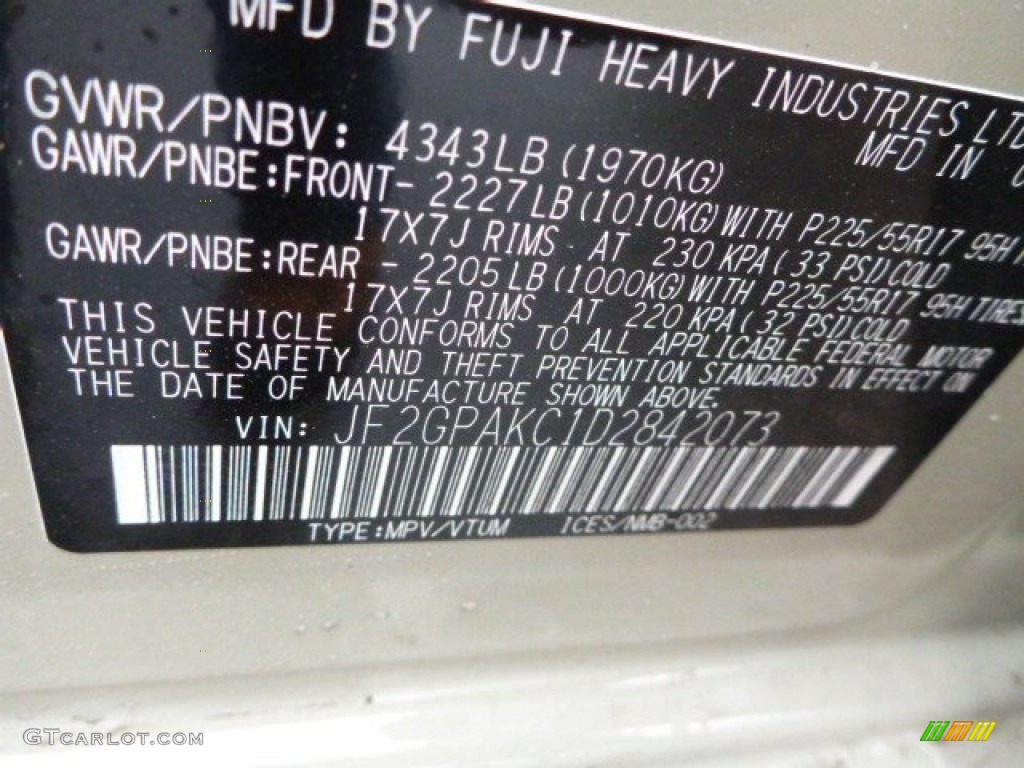 MFD BY FUJI HEAVY INDUSTRIES LTD
MFD IN
GVWR/PNBV: 4343LB (1970KG)
GAWR/PNBE:FRONT- 2227LB(1010KG)WITH P225/55R17 95H
17X7J RIMS AT 230 KPA( 33 PSI)COLD
GAWR/PNBE:REAR - 2205LB(1000KG)WITH P225/55R17 95H TIRES
17X7J RIMS AT 220 KPA( 32 PSI)COLD
THIS VEHICLE CONFORMS TO ALL APPLICABLE FEDERAL MOTOR
VEHICLE SAFETY AND THEFT PREVENTION STANDARDS IN EFFECT ON
THE DATE OF MANUFACTURE SHOWN ABOVE.
VIN: JF2GPAKC1D2842073
TYPE:MPV/VTUM ICES/NMB-002
GTcarlot.com